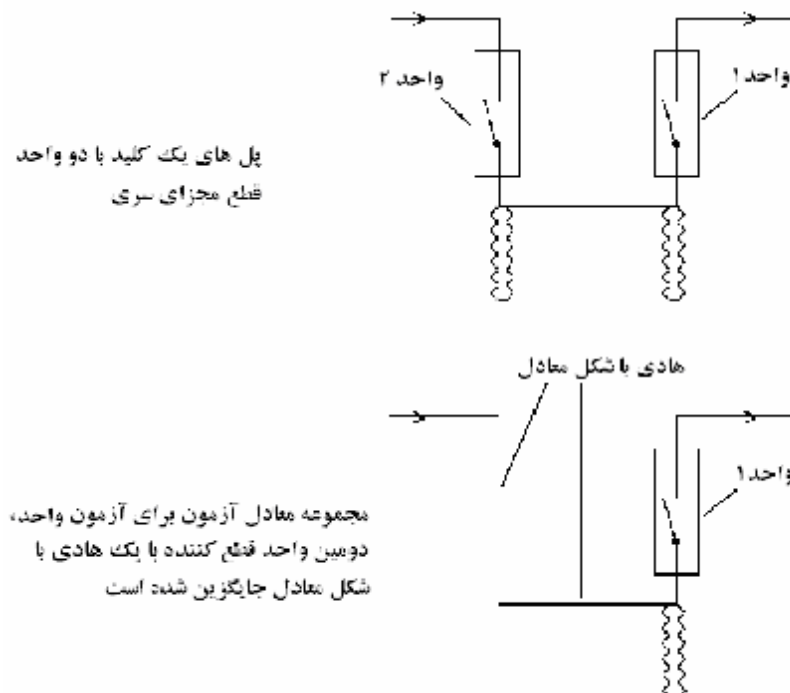 واحد ۲
واحد ۱
پل های یک کلید با دو واحد
قطع مجزای سری
هادی با شکل معادل
واحد ۱
مجموعه معادل آزمون برای آزمون واحد،
دومین واحد قطع کننده با یک هادی با
شکل معادل جایگزین شده است